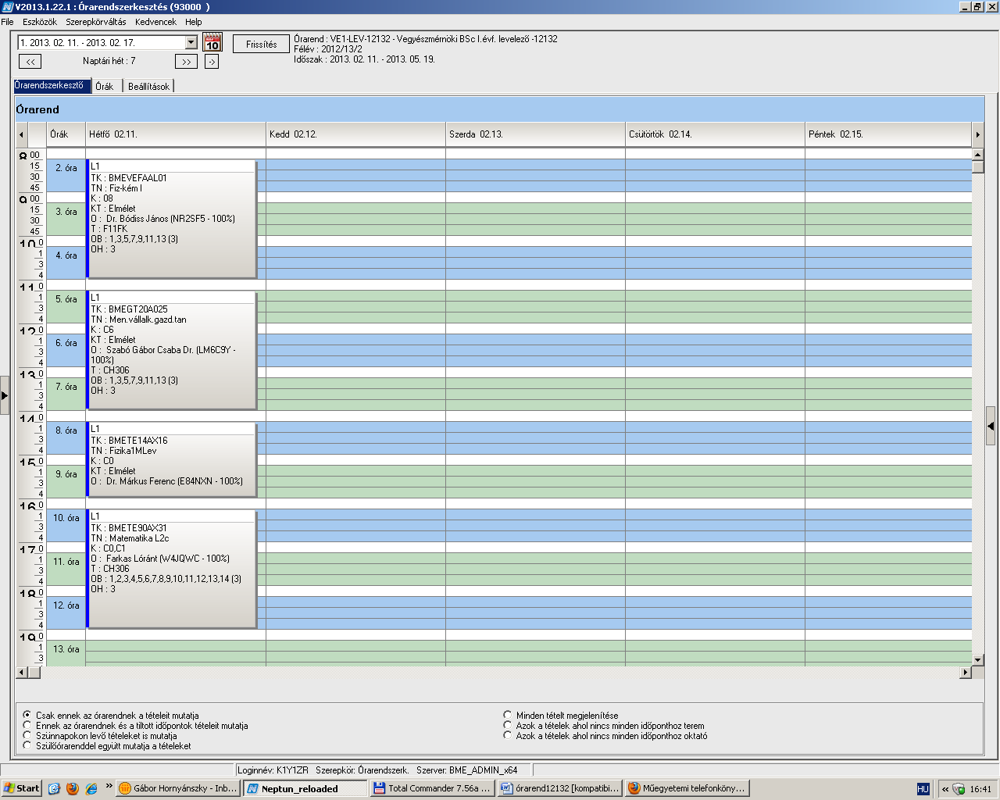 V2013.1.22.1 : Órarendszerkesztés (93000 )
File Eszközök Szerepkörváltás Kedvencek Help
1. 2013. 02. 11. - 2013. 02. 17.
10
Frissítés
Órarend : VE1-LEV-12132 - Vegyészmérnöki BSc I.évf. levelező -12132
Félév : 2012/13/2
Időszak : 2013. 02. 11. - 2013. 05. 19.
<< Naptári hét : 7 >> ->
Órarendszerkesztő Órák Beállítások
Órarend
Órák Hétfő 02.11. Kedd 02.12. Szerda 02.13. Csütörtök 02.14. Péntek 02.15.
8 00
15
30
45
2. óra
L1
TK : BMEVEFAAL01
TN : Fiz-kém I
K : 08
KT : Elmélet
O : Dr. Bódiss János (NR2SF5 - 100%)
T : F11FK
OB : 1,3,5,7,9,11,13 (3)
OH : 3
9 00
15
30
45
3. óra
10 0
1
3
4
4. óra
11 0
1
3
4
5. óra
L1
TK : BMEGT20A025
TN : Men.vállalk.gazd.tan
K : C6
KT : Elmélet
O : Szabó Gábor Csaba Dr. (LM6C9Y -
100%)
T : CH306
OB : 1,3,5,7,9,11,13 (3)
OH : 3
12 0
1
3
4
6. óra
13 0
1
3
4
7. óra
14 0
1
3
4
8. óra
L1
TK : BMETE14AX16
TN : Fizika1MLev
K : C0
KT : Elmélet
O : Dr. Márkus Ferenc (E84NXN - 100%)
15 0
1
3
4
9. óra
16 0
1
3
4
10. óra
L1
TK : BMETE90AX31
TN : Matematika L2c
K : C0,C1
O : Farkas Lóránt (W4JQWC - 100%)
T : CH306
OB : 1,2,3,4,5,6,7,8,9,10,11,12,13,14 (3)
OH : 3
17 0
1
3
4
11. óra
18 0
1
3
4
12. óra
19 0
1
3
13. óra
Csak ennek az órarendnek a tételeit mutatja
Ennek az órarendnek és a tiltott időpontok tételeit mutatja
Szünnapokon levő tételeket is mutatja
Szülőórarenddel együtt mutatja a tételeket
Minden tételt megjelenítése
Azok a tételek ahol nincs minden időponthoz terem
Azok a tételek ahol nincs minden időponthoz oktató
Loginnév: K1Y1ZR Szerepkör: Órarendszerk. Szerver: BME_ADMIN_x64
Start » Gábor Hornyánszky - Inb... Neptun_reloaded Total Commander 7.56a ... órarend12132 [kompatibi... Műegyetemi telefonköny... HU « 16:41